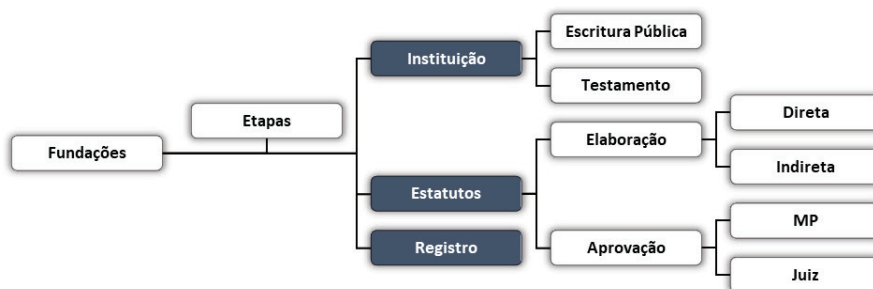 Fundações
Etapas
Instituição
Escritura Pública
Testamento
Estatutos
Elaboração
Direta
Indireta
Aprovação
MP
Juiz
Registro